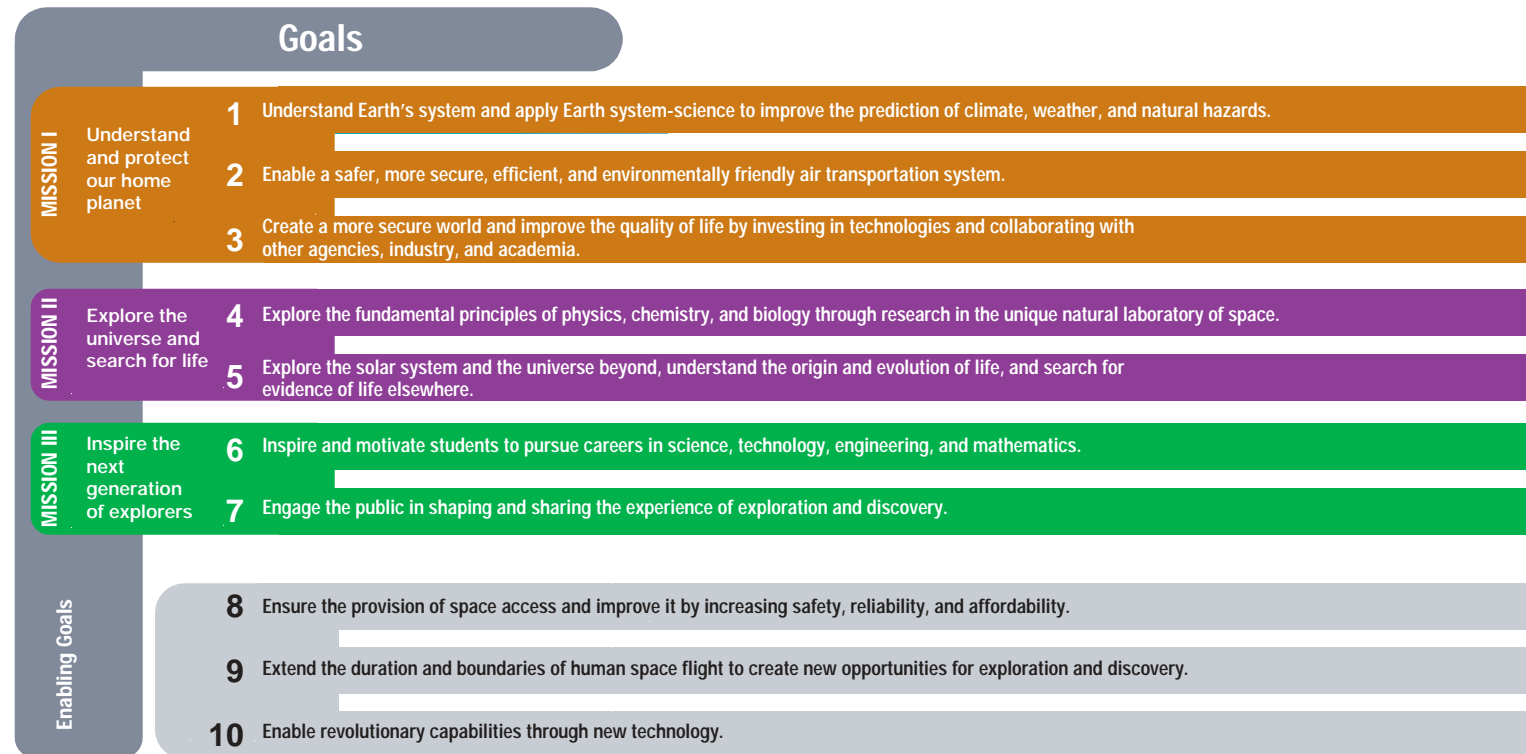 Goals
MISSION I
Understand
and protect
our home
planet
1 Understand Earth's system and apply Earth system-science to improve the prediction of climate, weather, and natural hazards.
2 Enable a safer, more secure, efficient, and environmentally friendly air transportation system.
3 Create a more secure world and improve the quality of life by investing in technologies and collaborating with
other agencies, industry, and academia.
MISSION II
Explore the
universe and
search for life
4 Explore the fundamental principles of physics, chemistry, and biology through research in the unique natural laboratory of space.
5 Explore the solar system and the universe beyond, understand the origin and evolution of life, and search for
evidence of life elsewhere.
MISSION III
Inspire the
next
generation
of explorers
6 Inspire and motivate students to pursue careers in science, technology, engineering, and mathematics.
7 Engage the public in shaping and sharing the experience of exploration and discovery.
Enabling Goals
8 Ensure the provision of space access and improve it by increasing safety, reliability, and affordability.
9 Extend the duration and boundaries of human space flight to create new opportunities for exploration and discovery.
10 Enable revolutionary capabilities through new technology.